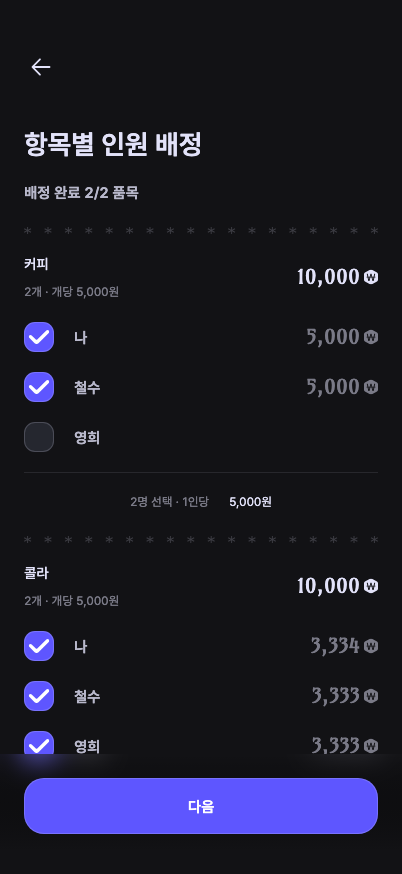 항목별 인원 배정
배정 완료 2/2 품목
* * * * * * * * * * * * * * * * * *
커피
10,000 ₩
2개 · 개당 5,000원
나 5,000 ₩
철수 5,000 ₩
영희
2명 선택 · 1인당 5,000원
* * * * * * * * * * * * * * * * * *
콜라
10,000 ₩
2개 · 개당 5,000원
나 3,334 ₩
철수 3,333 ₩
영희 3,333 ₩
다음